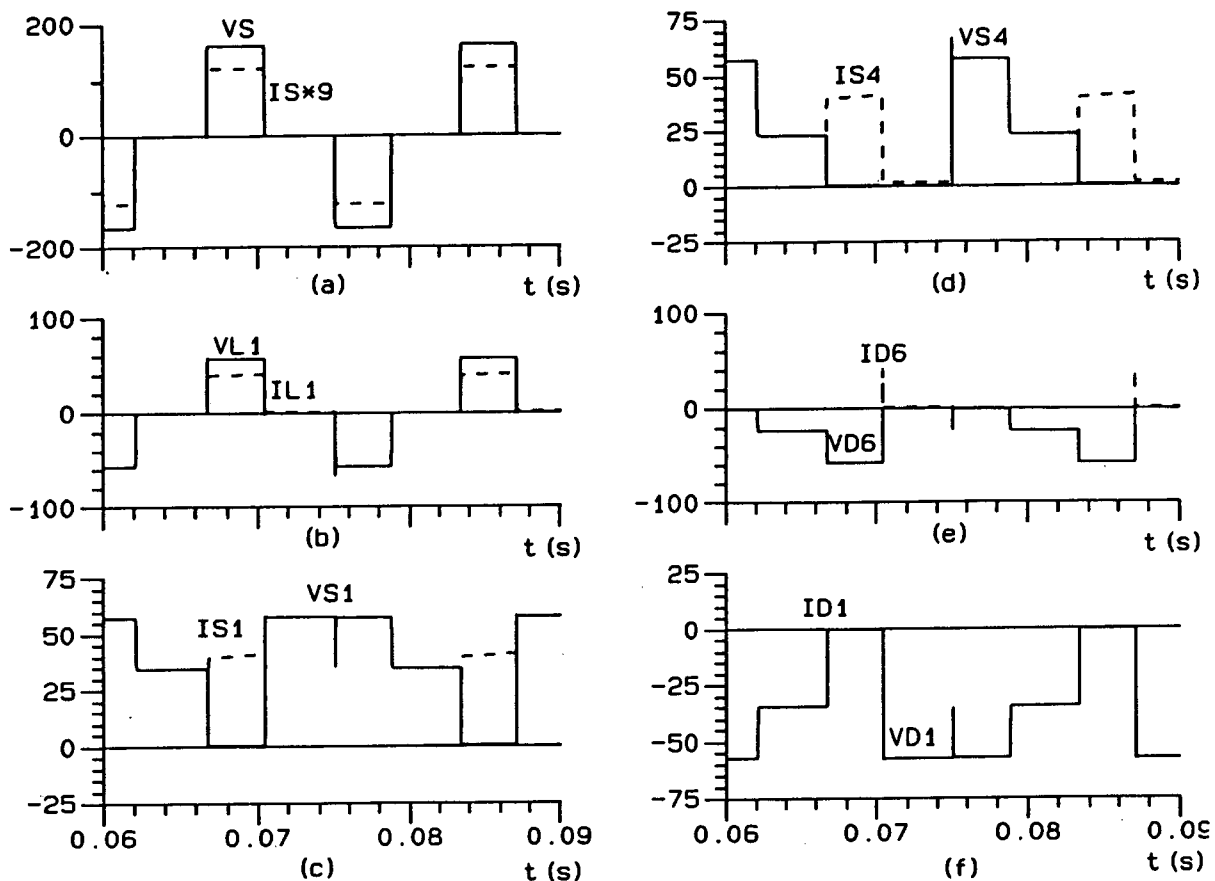 200
0
-200
VS
IS*9
t (s)
(a)
100
0
-100
VL1
IL1
t (s)
(b)
75
50
25
0
-25
IS1
VS1
0.06
0.07
0.08
0.09
t (s)
(c)
75
50
25
0
-25
IS4
VS4
t (s)
(d)
100
0
-100
ID6
VD6
t (s)
(e)
25
0
-25
-50
-75
ID1
VD1
0.06
0.07
0.08
0.09
t (s)
(f)